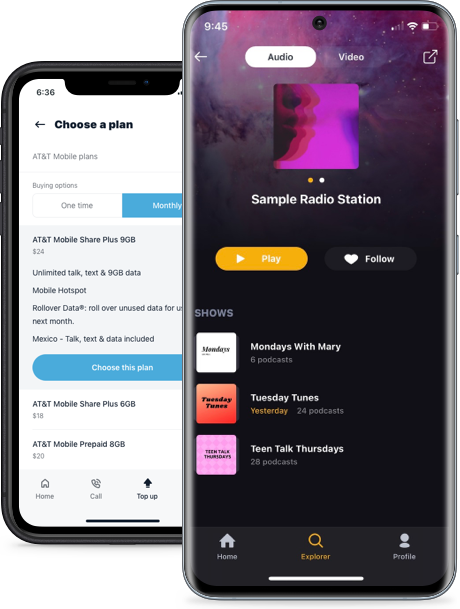 6:36
Choose a plan
AT&T Mobile plans
Buying options
One time
Monthly
AT&T Mobile Share Plus 9GB
$24
Unlimited talk, text & 9GB data
Mobile Hotspot
Rollover Data®: roll over unused data for
next month.
Mexico - Talk, text & data included
Choose this plan
AT&T Mobile Share Plus 6GB
$18
AT&T Mobile Prepaid 8GB
$20
Home
Call
Top up
9:45
Audio
Video
Sample Radio Station
Play
Follow
SHOWS
Mondays
Mondays With Mary
6 podcasts
Tuesday
Tunes
Tuesday Tunes
Yesterday 24 podcasts
TEEN TALK
THURSDAYS
Teen Talk Thursdays
28 podcasts
Home
Explorer
Profile